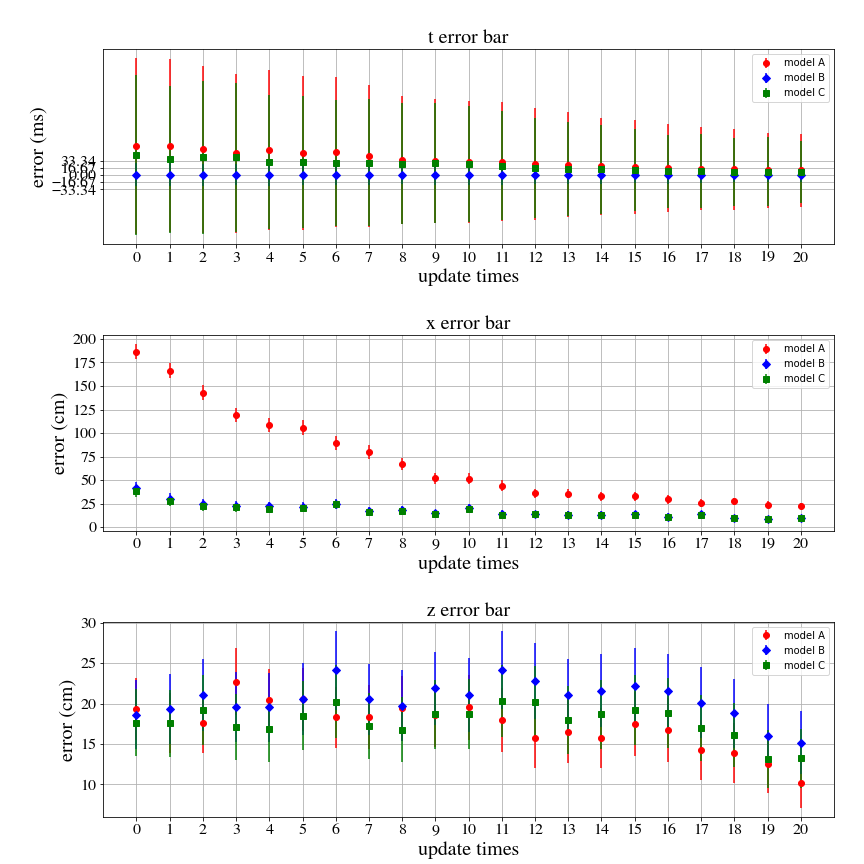 t error bar
error (ms)
33.34
16.67
0.00
−16.67
−33.34
model A
model B
model C
0 1 2 3 4 5 6 7 8 9 10 11 12 13 14 15 16 17 18 19 20
update times
x error bar
error (cm)
200
175
150
125
100
75
50
25
0
model A
model B
model C
0 1 2 3 4 5 6 7 8 9 10 11 12 13 14 15 16 17 18 19 20
update times
z error bar
error (cm)
30
25
20
15
10
model A
model B
model C
0 1 2 3 4 5 6 7 8 9 10 11 12 13 14 15 16 17 18 19 20
update times